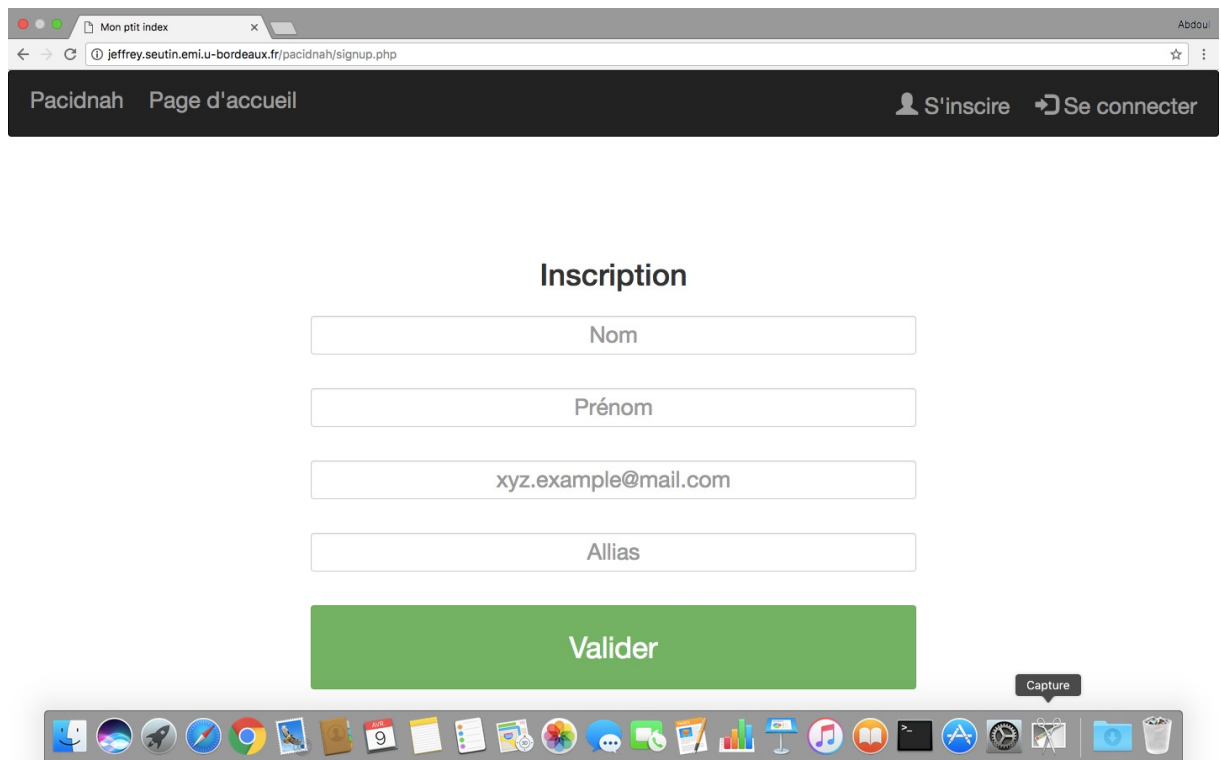 Mon ptit index
Abdoul
jeffrey.seutin.emi.u-bordeaux.fr/pacidnah/signup.php
Pacidnah Page d'accueil S'inscire Se connecter
Inscription
Nom
Prénom
xyz.example@mail.com
Allias
Valider
Capture
AVR.
9